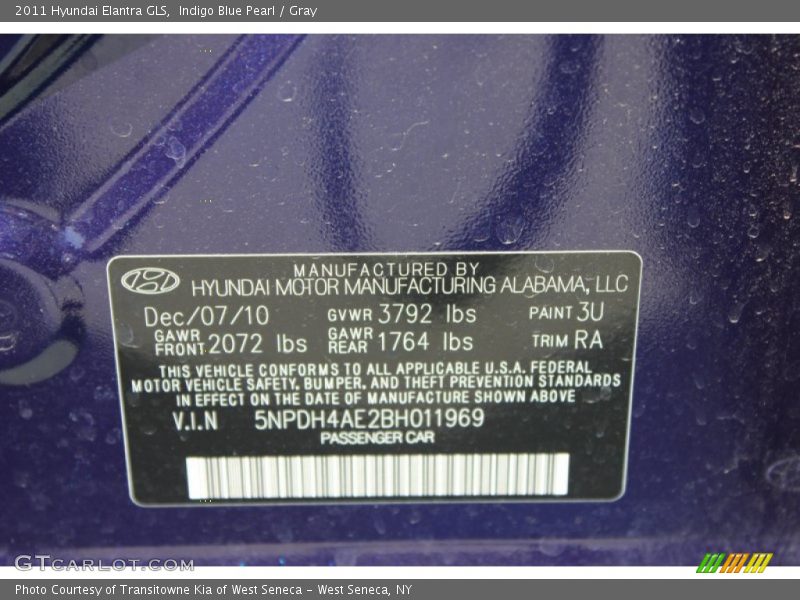 2011 Hyundai Elantra GLS,  Indigo Blue Pearl / Gray
MANUFACTURED BY
HYUNDAI MOTOR MANUFACTURING ALABAMA, LLC
Dec/07/10 GVWR 3792 lbs PAINT 3U
GAWR FRONT 2072 lbs GAWR REAR 1764 lbs TRIM RA
THIS VEHICLE CONFORMS TO ALL APPLICABLE U.S.A. FEDERAL
MOTOR VEHICLE SAFETY, BUMPER, AND THEFT PREVENTION STANDARDS
IN EFFECT ON THE DATE OF MANUFACTURE SHOWN ABOVE
V.I.N 5NPDH4AE2BH011969
PASSENGER CAR
GTCARLOT.COM
Photo Courtesy of Transitowne Kia of West Seneca - West Seneca, NY